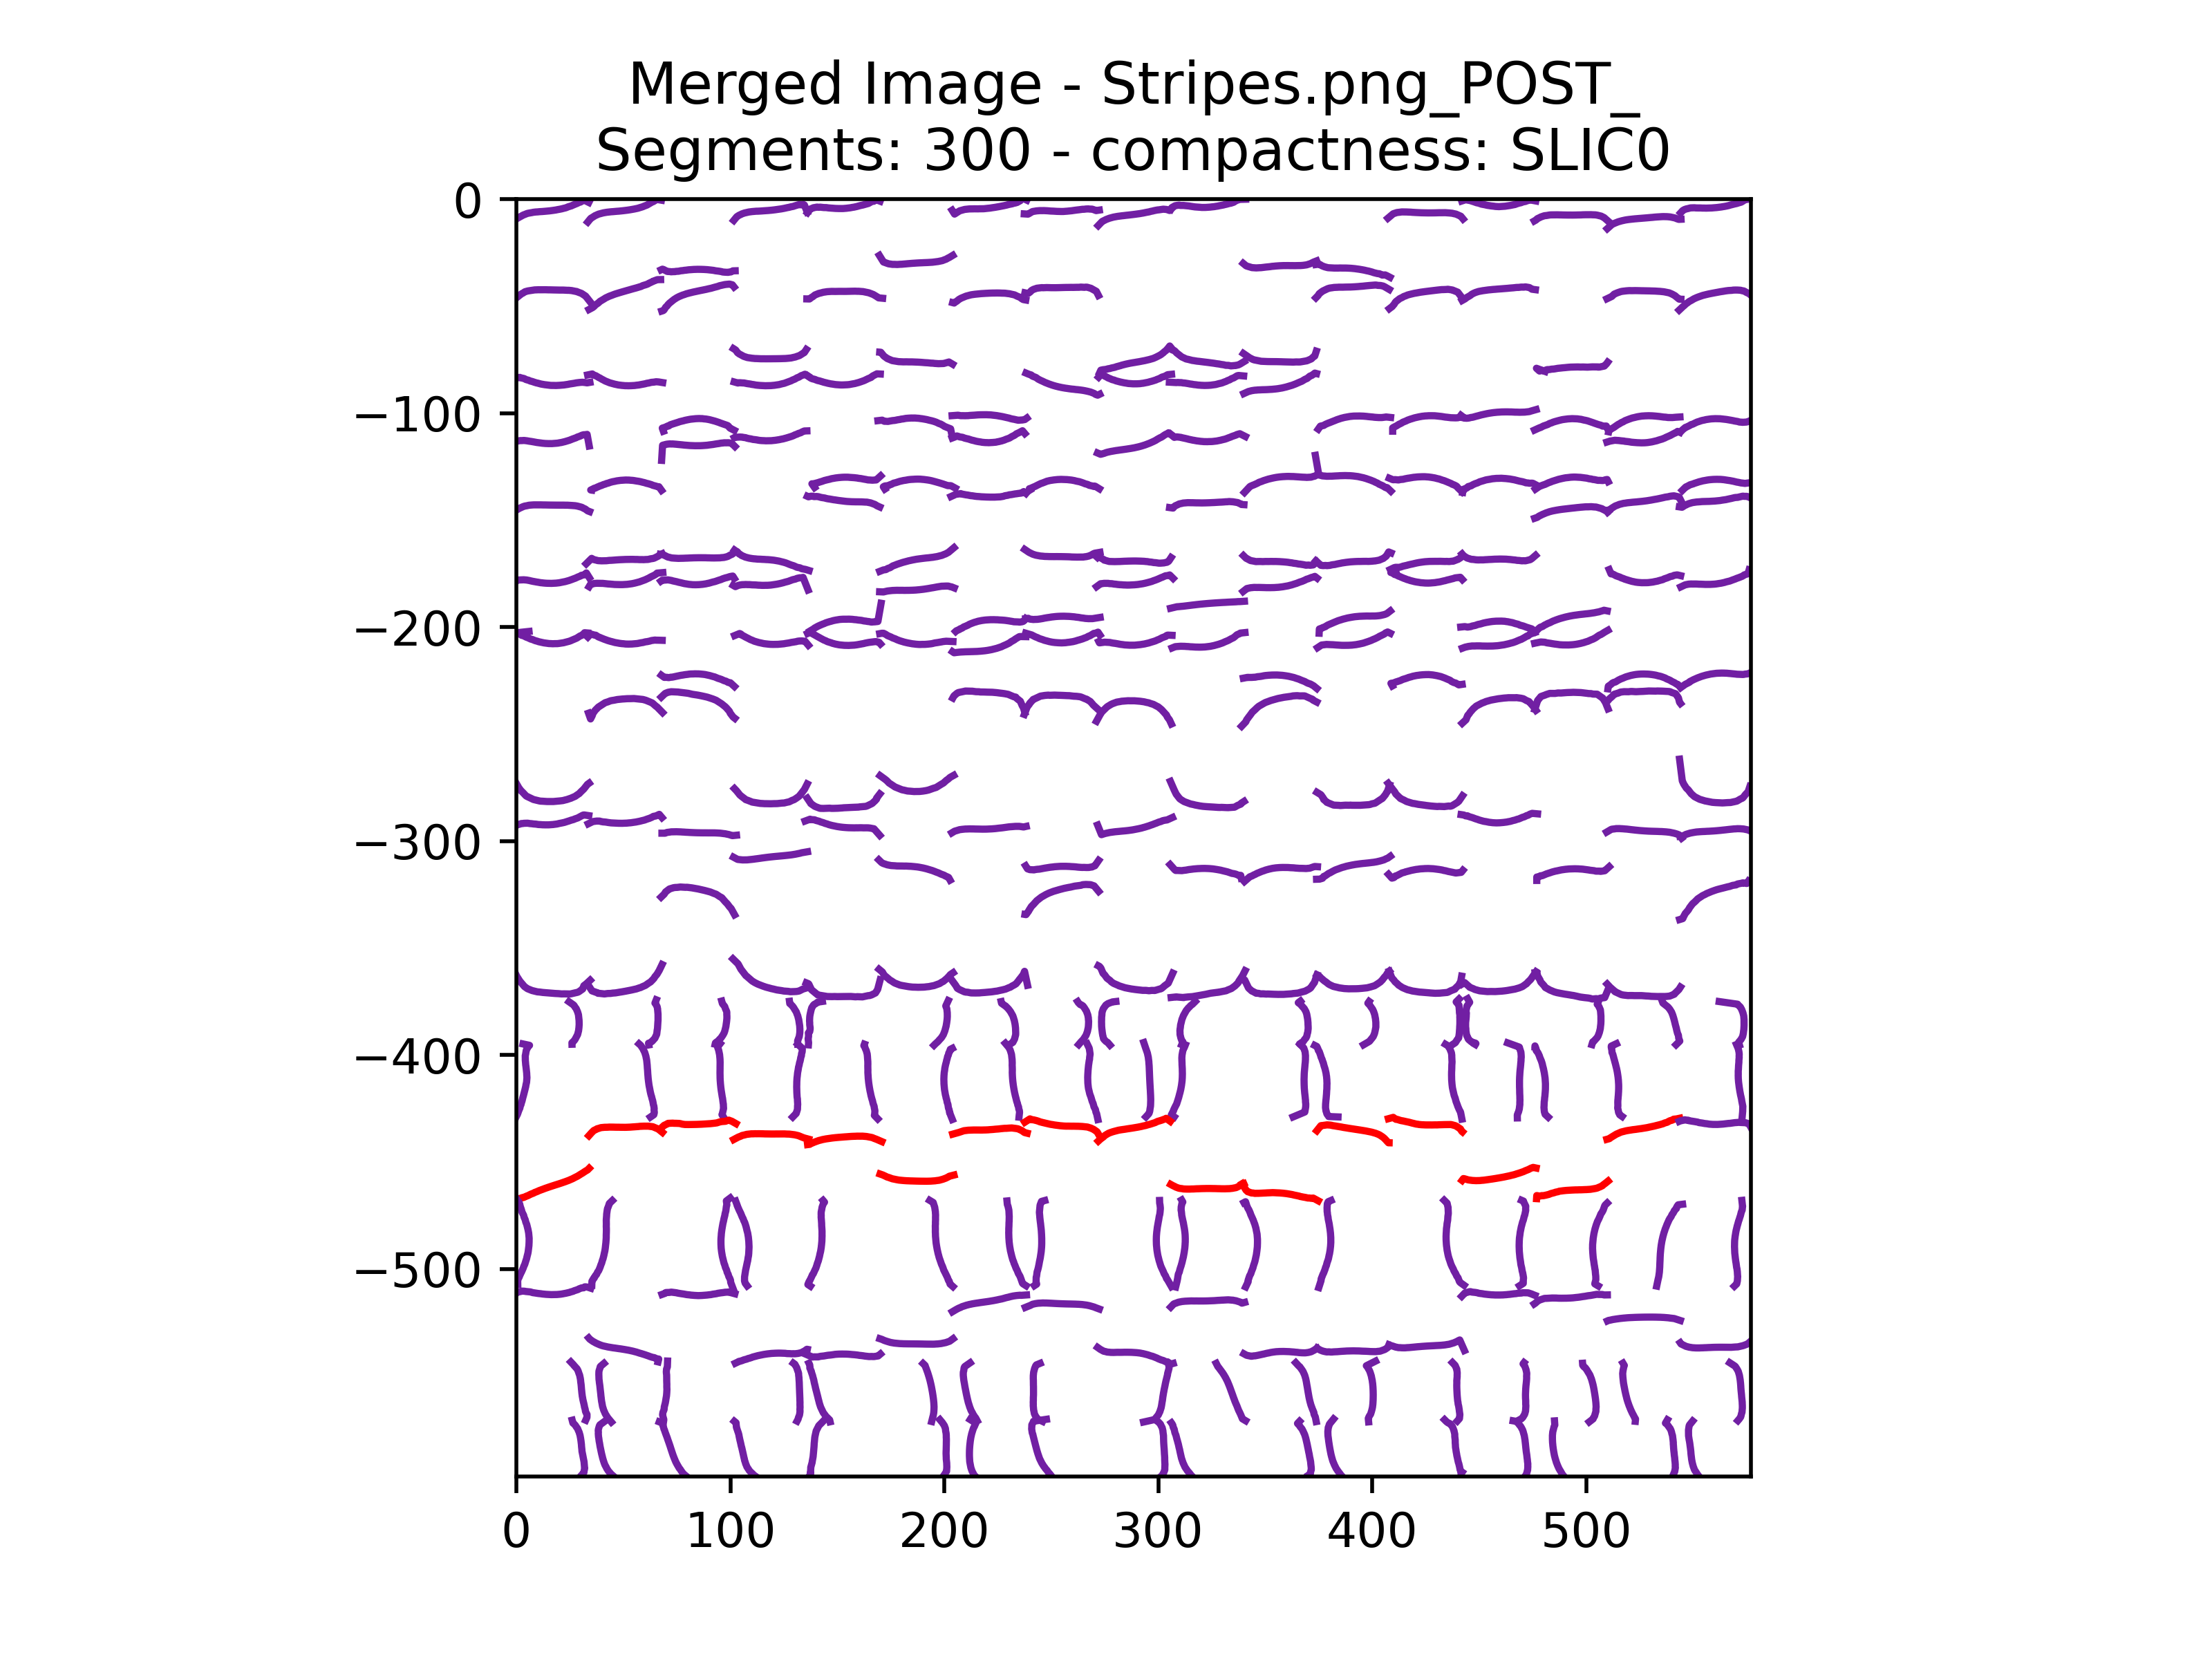 Merged Image - Stripes.png_POST_
Segments: 300 - compactness: SLIC0
0
−100
−200
−300
−400
−500
0 100 200 300 400 500